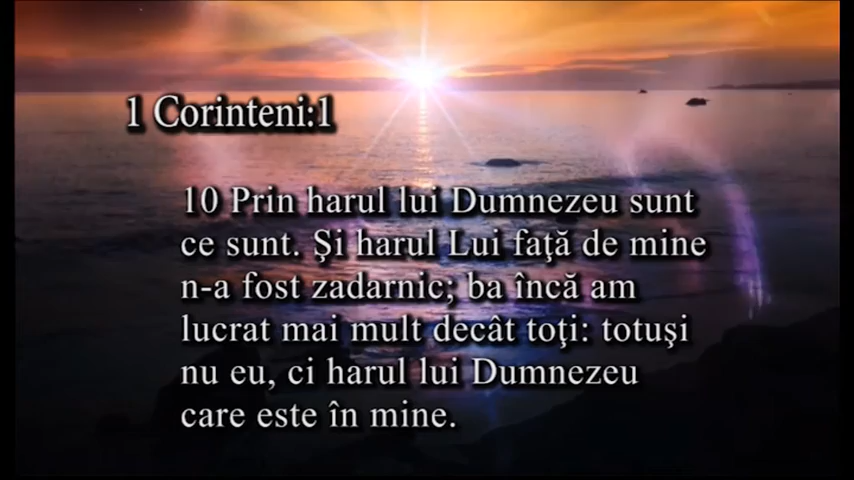 1 Corinteni:1
10 Prin harul lui Dumnezeu sunt
ce sunt. Şi harul Lui faţă de mine
n-a fost zadarnic; ba încă am
lucrat mai mult decât toţi: totuşi
nu eu, ci harul lui Dumnezeu
care este în mine.